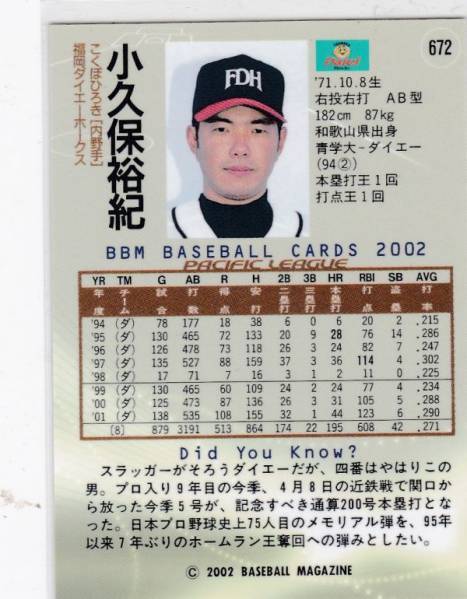 672
小久保裕紀
こくぼひろき[内野手]
福岡ダイエーホークス
FDH
Daiei
'71.10.8生
右投右打 AB型
182cm 87kg
和歌山県出身
青学大-ダイエー
(94②)
本塁打王1回
打点王1回
BBM BASEBALL CARDS 2002
PACIFIC LEAGUE
YR TM G AB R H 2B 3B HR RBI SB AVG
年度 チーム 試合 打数 得点 安打 二塁打 三塁打 本塁打 打点 盗塁 打率
'94 (ダ) 78 177 18 38 6 0 6 20 2 .215
'95 (ダ) 130 465 72 133 20 9 28 76 14 .286
'96 (ダ) 126 478 73 118 26 3 24 82 7 .247
'97 (ダ) 135 527 88 159 37 3 36 114 4 .302
'98 (ダ) 17 71 7 16 3 1 2 11 0 .225
'99 (ダ) 130 465 60 109 24 2 24 77 4 .234
'00 (ダ) 125 473 87 136 26 3 31 105 5 .288
'01 (ダ) 138 535 108 155 32 1 44 123 6 .290
[8] 879 3191 513 864 174 22 195 608 42 .271
Did You Know?
スラッガーがそろうダイエーだが、四番はやはりこの
男。プロ入り9年目の今季、4月8日の近鉄戦で関口
から放った今季5号が、記念すべき通算200号本塁打と
なった。日本プロ野球史上75人目のメモリアル弾を、95年
以来7年ぶりのホームラン王奪回への弾みとしたい。
© 2002 BASEBALL MAGAZINE